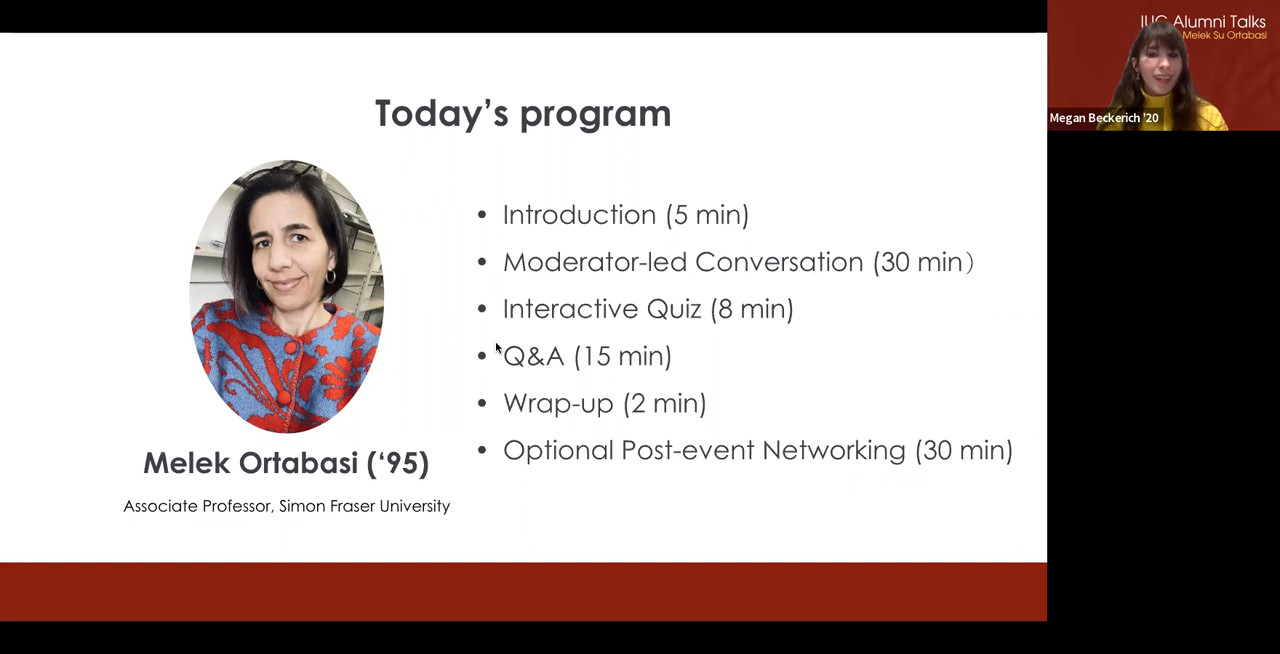 Today’s program
• Introduction (5 min)
• Moderator-led Conversation (30 min）
• Interactive Quiz (8 min)
• Q&A (15 min)
• Wrap-up (2 min)
• Optional Post-event Networking (30 min)
Melek Ortabasi (‘95)
Associate Professor, Simon Fraser University
IUC Alumni Talks
Melek Su Ortabasi
Megan Beckerich '20